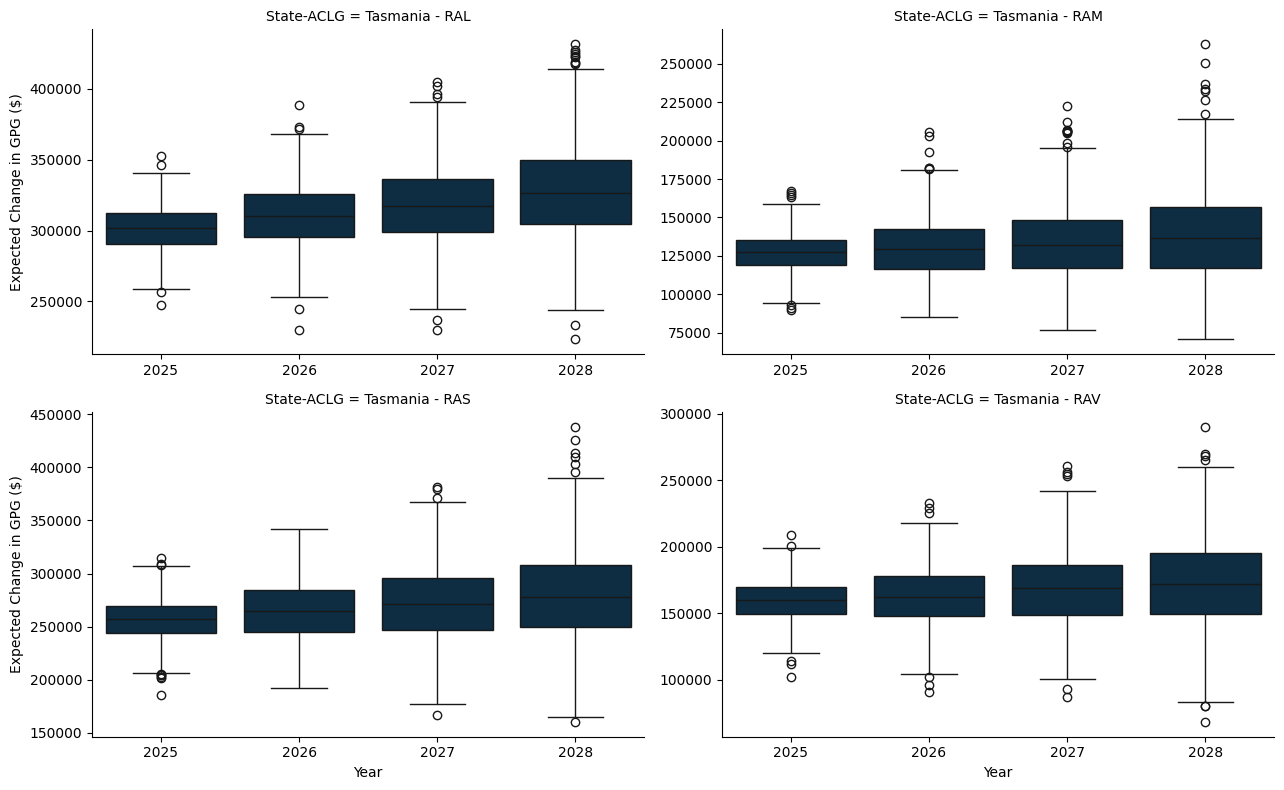 State-ACLG = Tasmania - RAL
Expected Change in GPG ($)
400000
350000
300000
250000
2025 2026 2027 2028
State-ACLG = Tasmania - RAM
250000
225000
200000
175000
150000
125000
100000
75000
2025 2026 2027 2028
State-ACLG = Tasmania - RAS
Expected Change in GPG ($)
450000
400000
350000
300000
250000
200000
150000
2025 2026 2027 2028
Year
State-ACLG = Tasmania - RAV
300000
250000
200000
150000
100000
2025 2026 2027 2028
Year